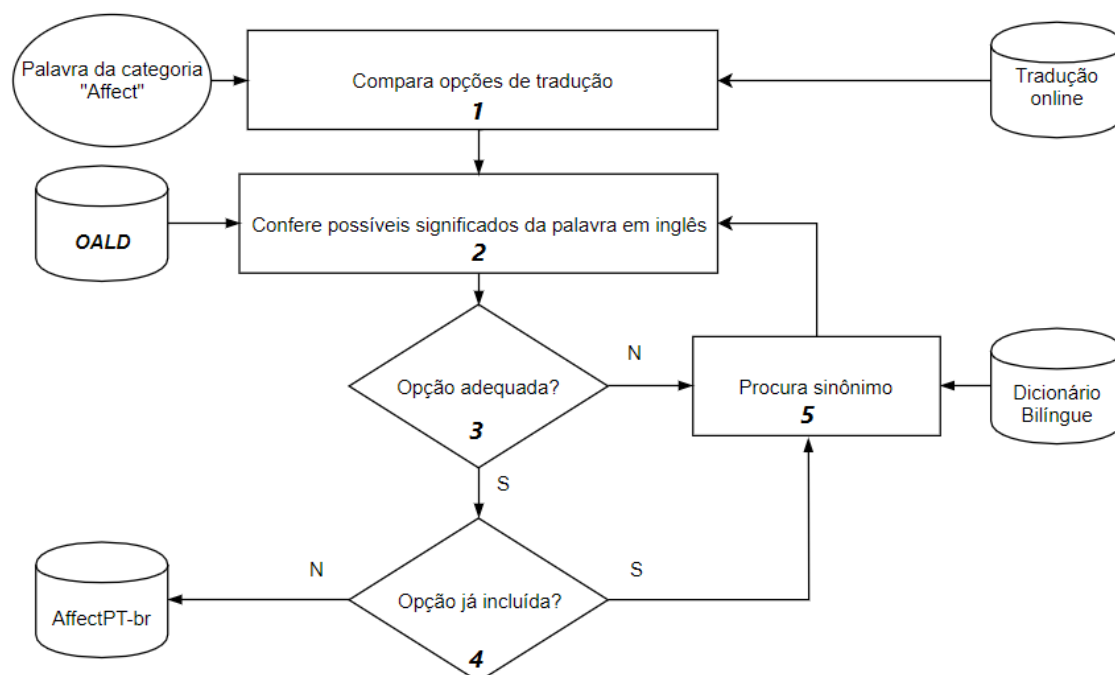 Palavra da categoria
"Affect"
Compara opções de tradução
1
Tradução
online
OALD
Confere possíveis significados da palavra em inglês
2
Opção adequada?
3
N
Procura sinônimo
5
Dicionário
Bilíngue
S
N
S
AffectPT-br
Opção já incluída?
4